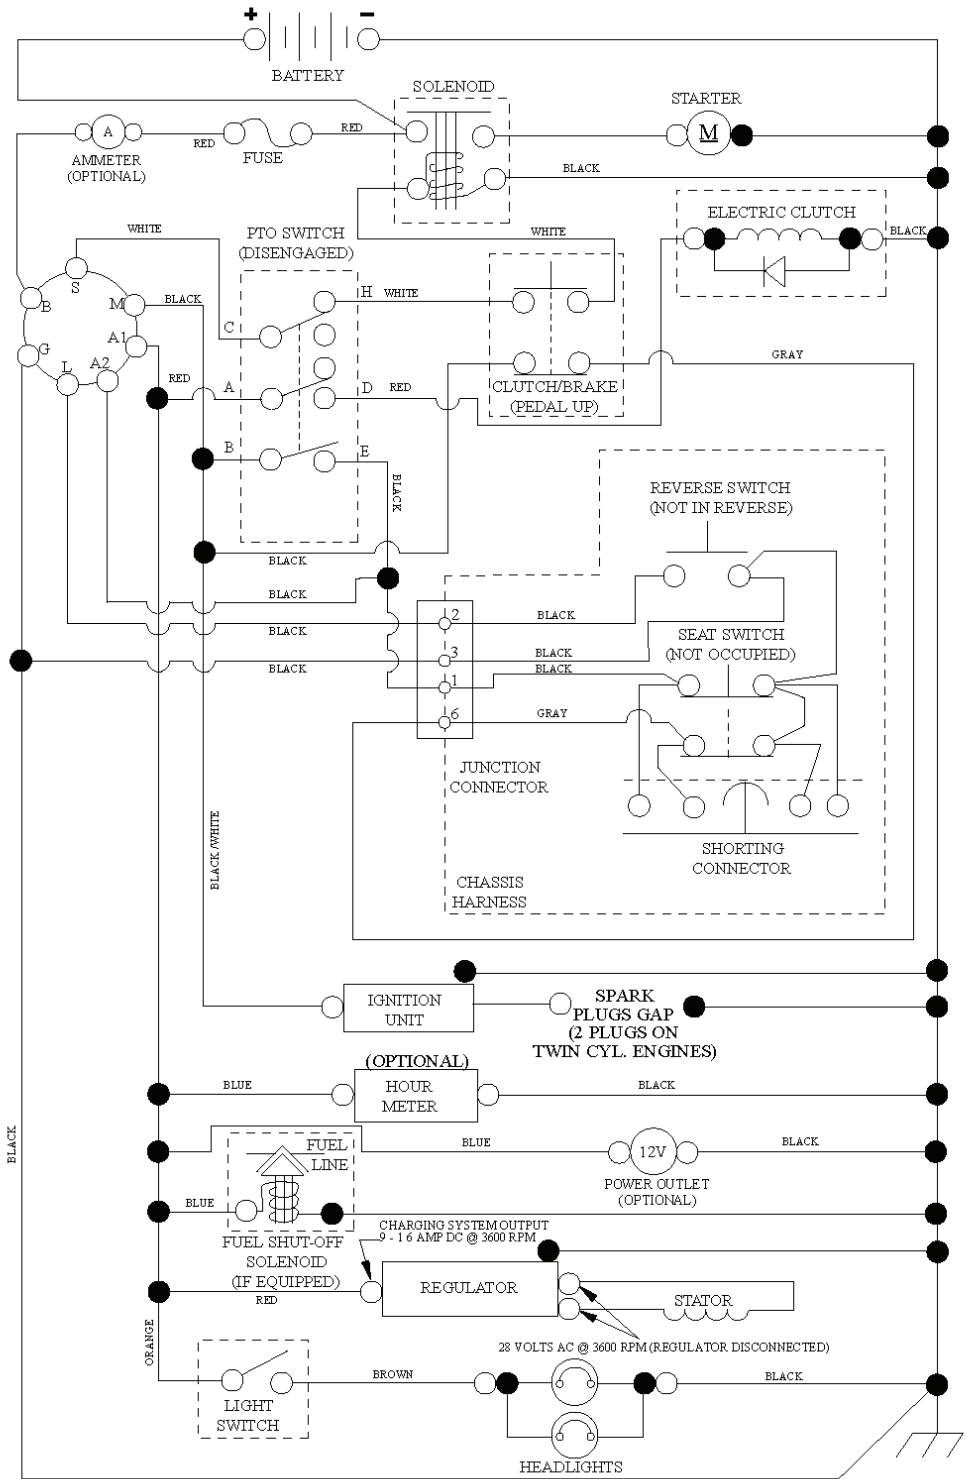 + −
BATTERY
SOLENOID
STARTER
A
RED
RED
M
AMMETER
(OPTIONAL)
FUSE
BLACK
ELECTRIC CLUTCH
WHITE
PTO SWITCH
(DISENGAGED)
WHITE
BLACK
S
B
M
BLACK
H
WHITE
C
A1
G
L
A2
RED
A
D
RED
CLUTCH/BRAKE
(PEDAL UP)
GRAY
B
E
BLACK
REVERSE SWITCH
(NOT IN REVERSE)
BLACK
BLACK
BLACK
2
BLACK
SEAT SWITCH
(NOT OCCUPIED)
BLACK
3
BLACK
1
BLACK
6
GRAY
JUNCTION
CONNECTOR
BLACK/WHITE
SHORTING
CONNECTOR
CHASSIS
HARNESS
IGNITION
UNIT
SPARK
PLUGS GAP
(2 PLUGS ON
TWIN CYL. ENGINES)
(OPTIONAL)
BLUE
HOUR
METER
BLACK
BLACK
FUEL
LINE
BLUE
12V
BLACK
POWER OUTLET
(OPTIONAL)
BLUE
FUEL SHUT-OFF
SOLENOID
(IF EQUIPPED)
CHARGING SYSTEM OUTPUT
9 - 16 AMP DC @ 3600 RPM
RED
REGULATOR
STATOR
ORANGE
28 VOLTS AC @ 3600 RPM (REGULATOR DISCONNECTED)
BROWN
BLACK
LIGHT
SWITCH
HEADLIGHTS